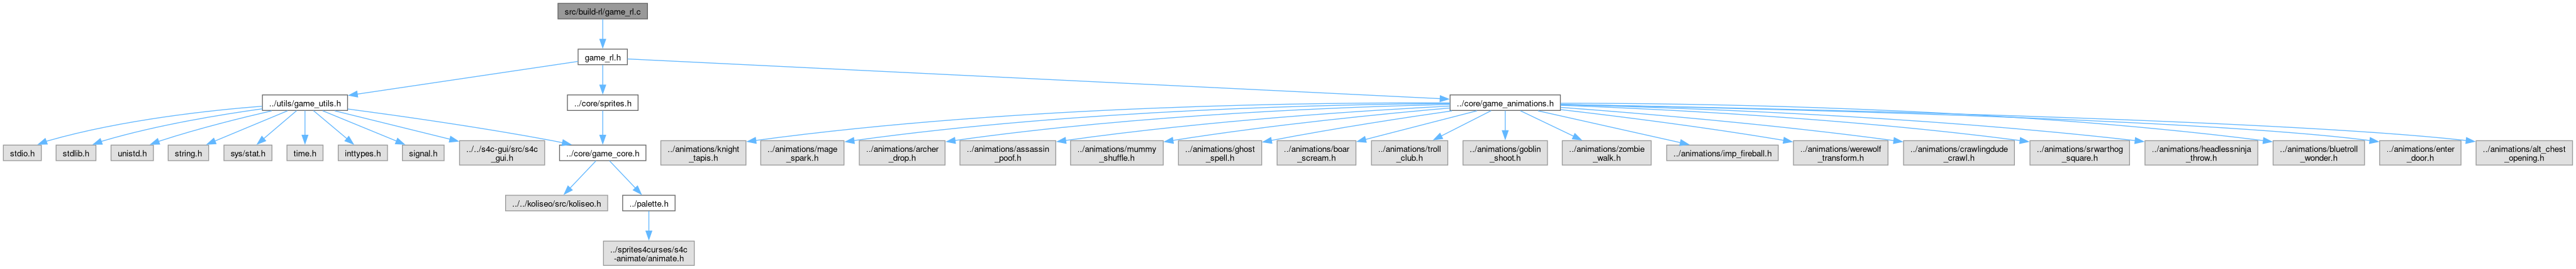 src/build-rl/game_rl.c
game_rl.h
../utils/game_utils.h
../core/sprites.h
../core/game_animations.h
stdio.h
stdlib.h
unistd.h
string.h
sys/stat.h
time.h
inttypes.h
signal.h
../../s4c-gui/src/s4c
_gui.h
../core/game_core.h
../animations/knight
_tapis.h
../animations/mage
_spark.h
../animations/archer
_drop.h
../animations/assassin
_poof.h
../animations/mummy
_shuffle.h
../animations/ghost
_spell.h
../animations/boar
_scream.h
../animations/troll
_club.h
../animations/goblin
_shoot.h
../animations/zombie
_walk.h
../animations/imp_fireball.h
../animations/werewolf
_transform.h
../animations/crawlingdude
_crawl.h
../animations/srwarthog
_square.h
../animations/headlessninja
_throw.h
../animations/bluetroll
_wonder.h
../animations/enter
_door.h
../animations/alt_chest
_opening.h
../../koliseo/src/koliseo.h
../palette.h
../sprites4curses/s4c
-animate/animate.h